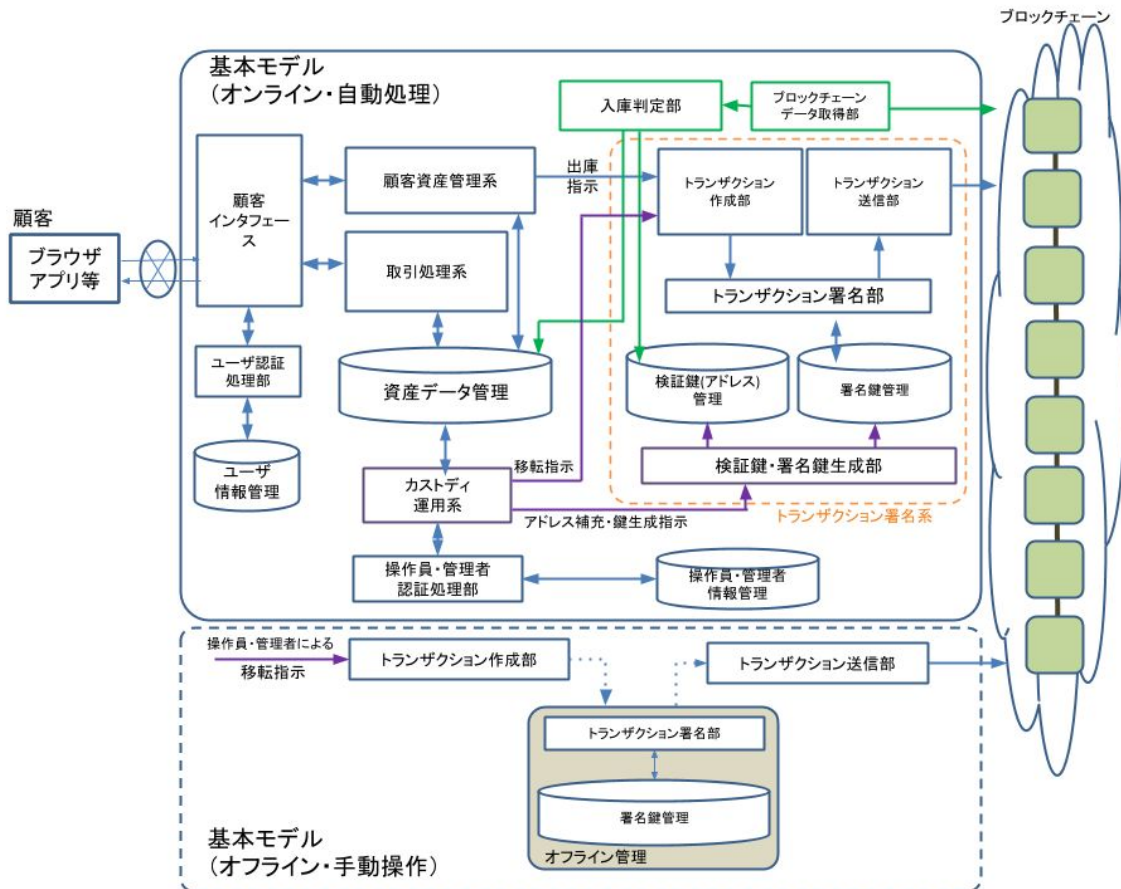 ブロックチェーン
基本モデル
（オンライン・自動処理）
入庫判定部
ブロックチェーン
データ取得部
顧客
インタフェー
ス
顧客資産管理系
出庫
指示
トランザクション
作成部
トランザクション
送信部
顧客
ブラウザ
アプリ等
取引処理系
トランザクション署名部
ユーザ認証
処理部
資産データ管理
検証鍵(アドレス)
管理
署名鍵管理
ユーザ
情報管理
移転指示
カストディ
運用系
検証鍵・署名鍵生成部
アドレス補充・鍵生成指示
トランザクション署名系
操作員・管理者
認証処理部
操作員・管理者
情報管理
操作員・管理者による
移転指示
トランザクション作成部
トランザクション送信部
トランザクション署名部
署名鍵管理
オフライン管理
基本モデル
（オフライン・手動操作）